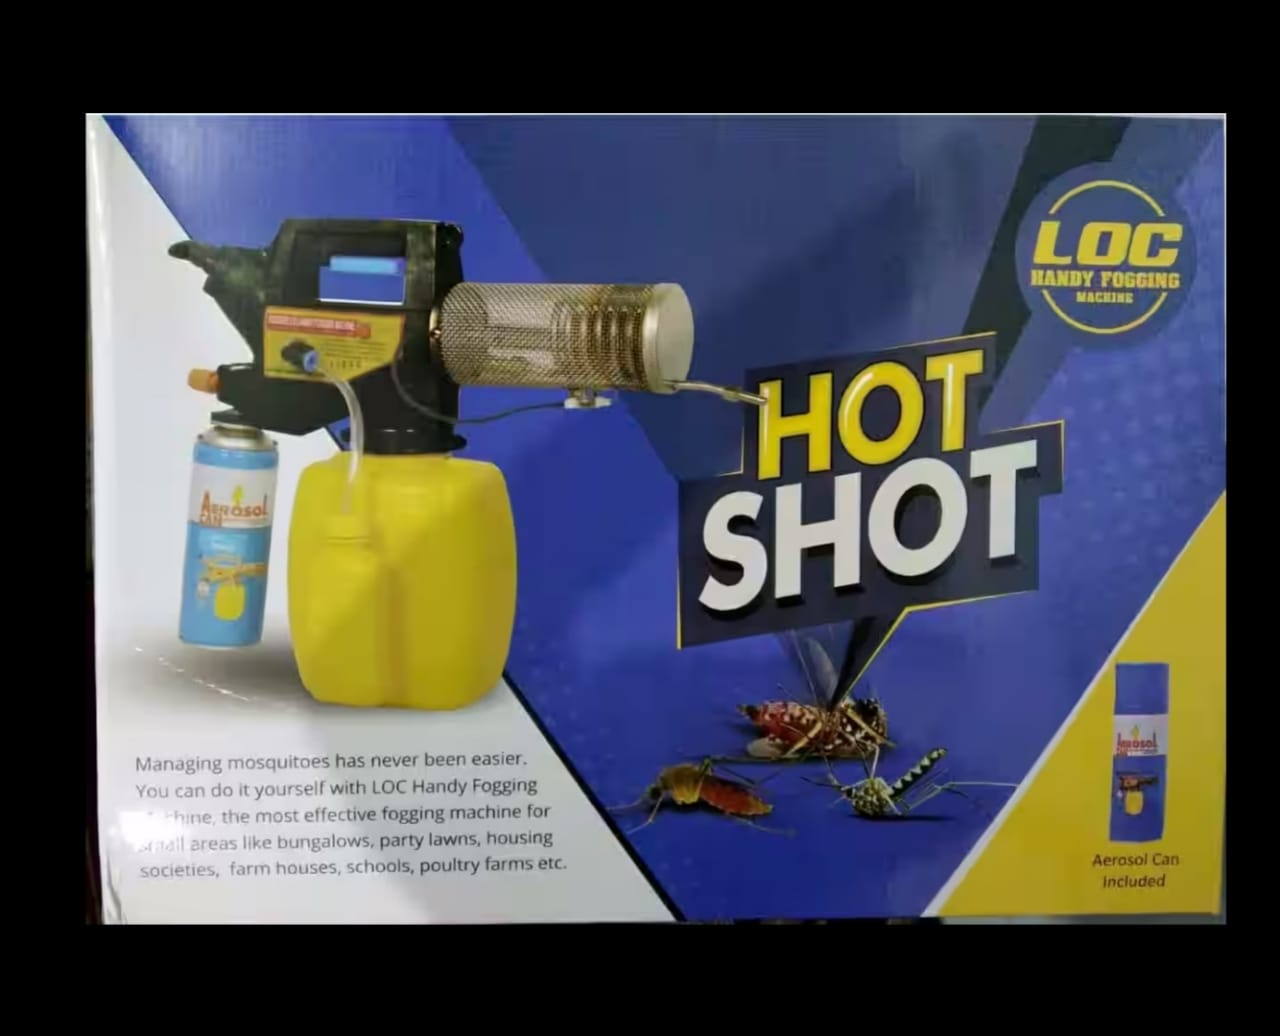 LOC
HANDY FOGGING
MACHINE
HOT
SHOT
AEROSOL
CAN
Managing mosquitoes has never been easier.
You can do it yourself with LOC Handy Fogging
the most effective fogging machine for
areas like bungalows, party lawns, housing
societies, farm houses, schools, poultry farms etc.
AEROSOL
CAN
Aerosol Can
Included